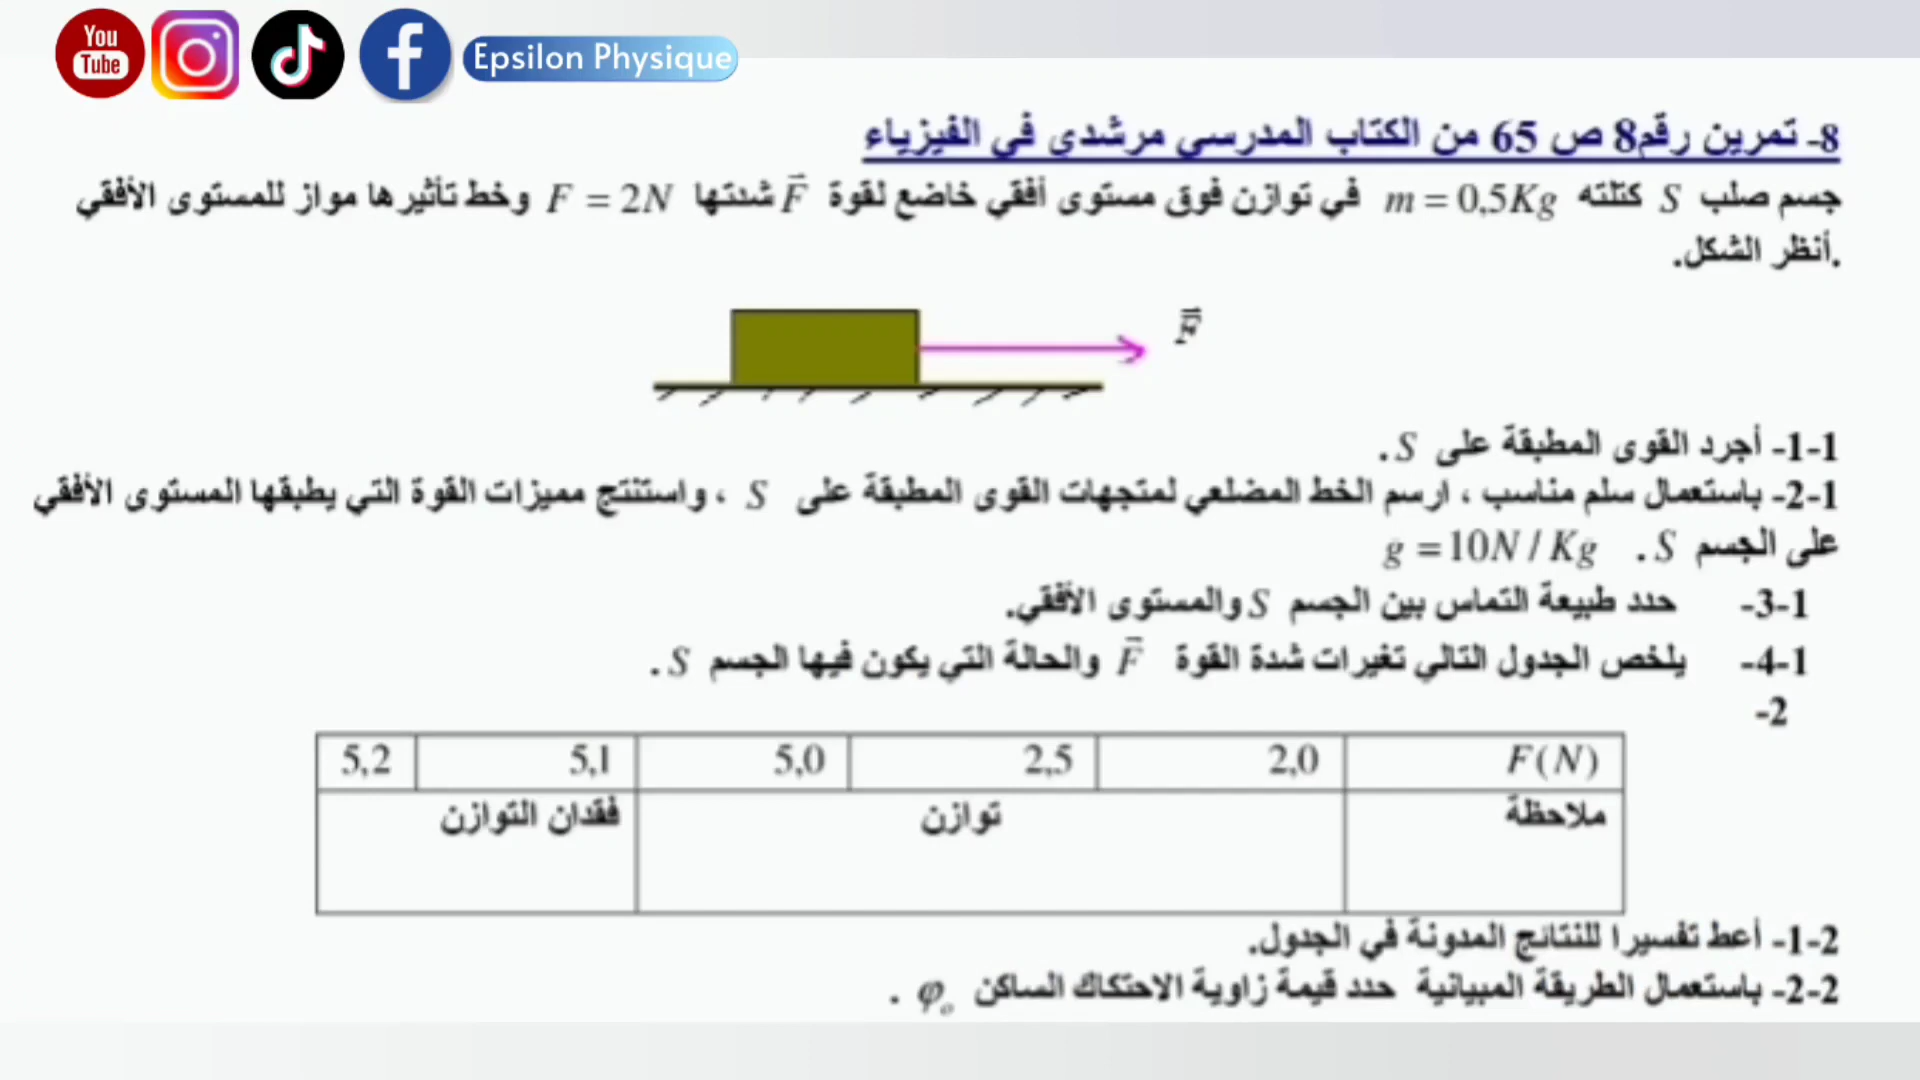 You
Tube
Epsilon Physique
8- تمرين رقم8 ص 65 من الكتاب المدرسي مرشدي في الفيزياء
جسم صلب S كتلته m = 0,5Kg في توازن فوق مستوى أفقي خاضع لقوة F⃗ شدتها F = 2N وخط تأثيرها مواز للمستوى الأفقي
.أنظر الشكل.
F⃗
1-1- أجرد القوى المطبقة على S .
1-2- باستعمال سلم مناسب ، ارسم الخط المضلعي لمتجهات القوى المطبقة على S ، واستنتج مميزات القوة التي يطبقها المستوى الأفقي
على الجسم S . g =10N / Kg
1-3- حدد طبيعة التماس بين الجسم S والمستوى الأفقي.
1-4- يلخص الجدول التالي تغيرات شدة القوة F⃗ والحالة التي يكون فيها الجسم S .
2-
F(N) 2,0 2,5 5,0 5,1 5,2
ملاحظة توازن فقدان التوازن
2-1- أعط تفسيرا للنتائج المدونة في الجدول.
2-2- باستعمال الطريقة المبيانية حدد قيمة زاوية الاحتكاك الساكن φ₀ .